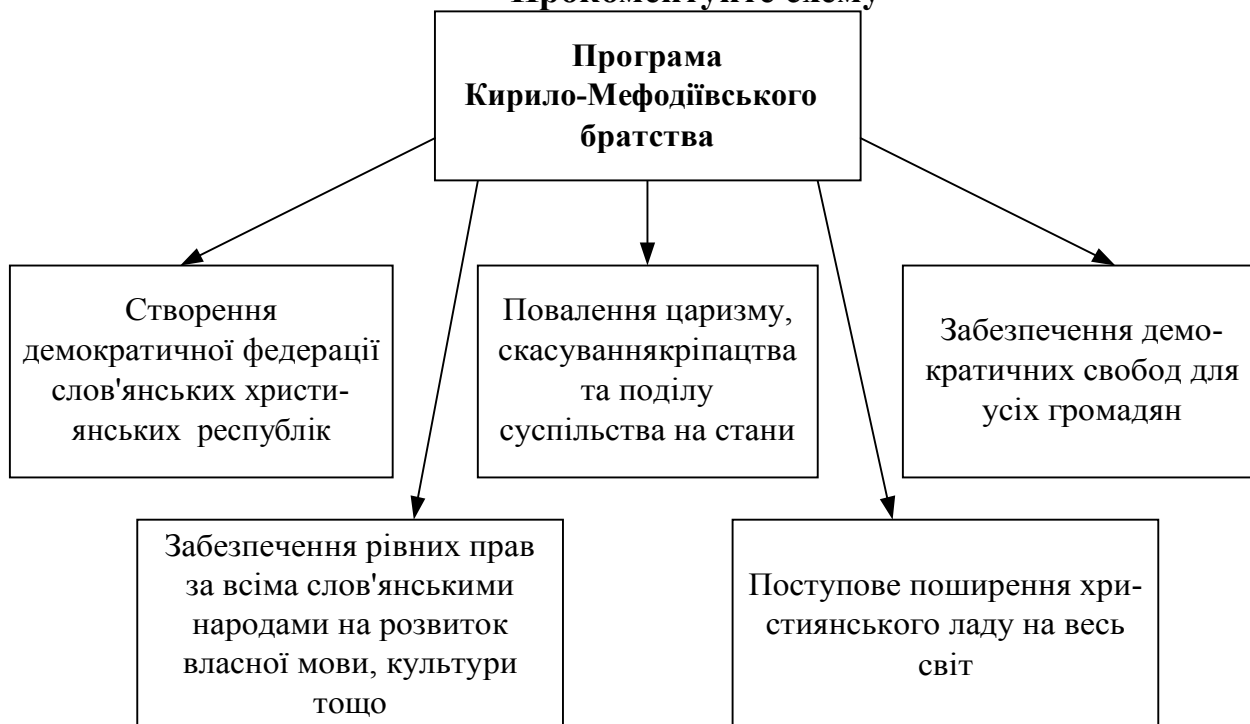 Прокоментуйте схему
Програма
Кирило-Мефодіївського
братства
Створення
демократичної федерації
слов'янських христи-
янських республік
Повалення царизму,
скасуваннякріпацтва
та поділу
суспільства на стани
Забезпечення демо-
кратичних свобод для
усіх громадян
Забезпечення рівних прав
за всіма слов'янськими
народами на розвиток
власної мови, культури
тощо
Поступове поширення хри-
стиянського ладу на весь
світ